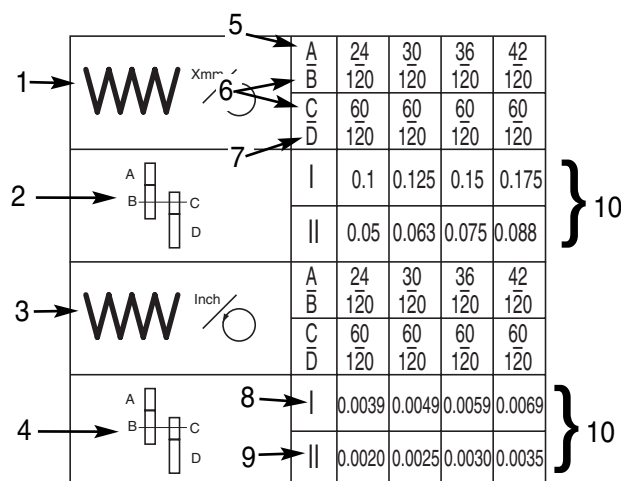 5
A 24 30 36 42
1 Xmm
6 B 120 120 120 120
C 60 60 60 60
7 D 120 120 120 120
2 A B C D
I 0.1 0.125 0.15 0.175
10
II 0.05 0.063 0.075 0.088
3 Inch
A 24 30 36 42
B 120 120 120 120
C 60 60 60 60
D 120 120 120 120
4 A B C D
8 I 0.0039 0.0049 0.0059 0.0069
10
9 II 0.0020 0.0025 0.0030 0.0035